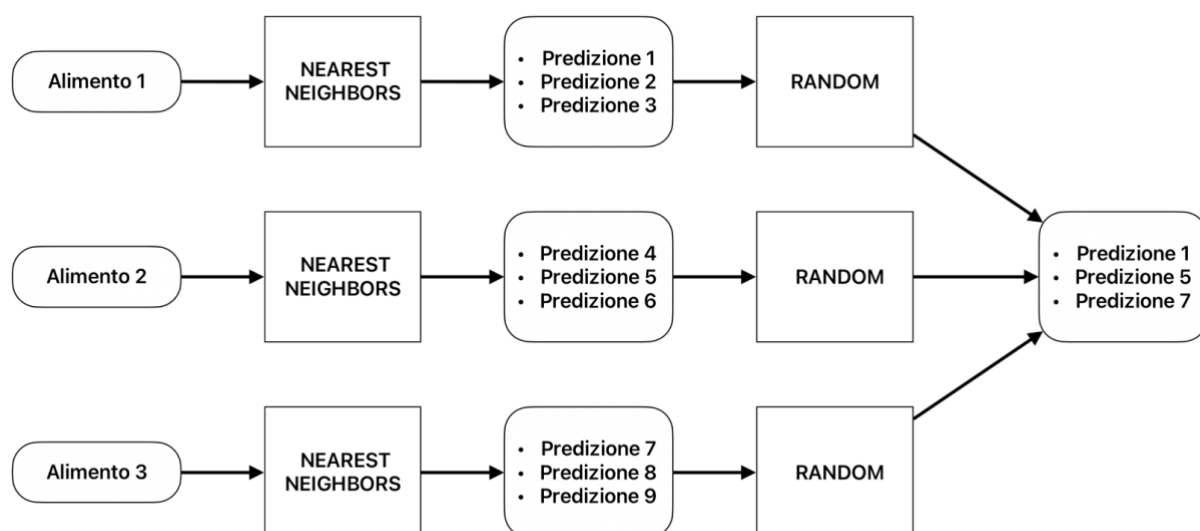 Alimento 1
NEAREST
NEIGHBORS
• Predizione 1
• Predizione 2
• Predizione 3
RANDOM
Alimento 2
NEAREST
NEIGHBORS
• Predizione 4
• Predizione 5
• Predizione 6
RANDOM
• Predizione 1
• Predizione 5
• Predizione 7
Alimento 3
NEAREST
NEIGHBORS
• Predizione 7
• Predizione 8
• Predizione 9
RANDOM